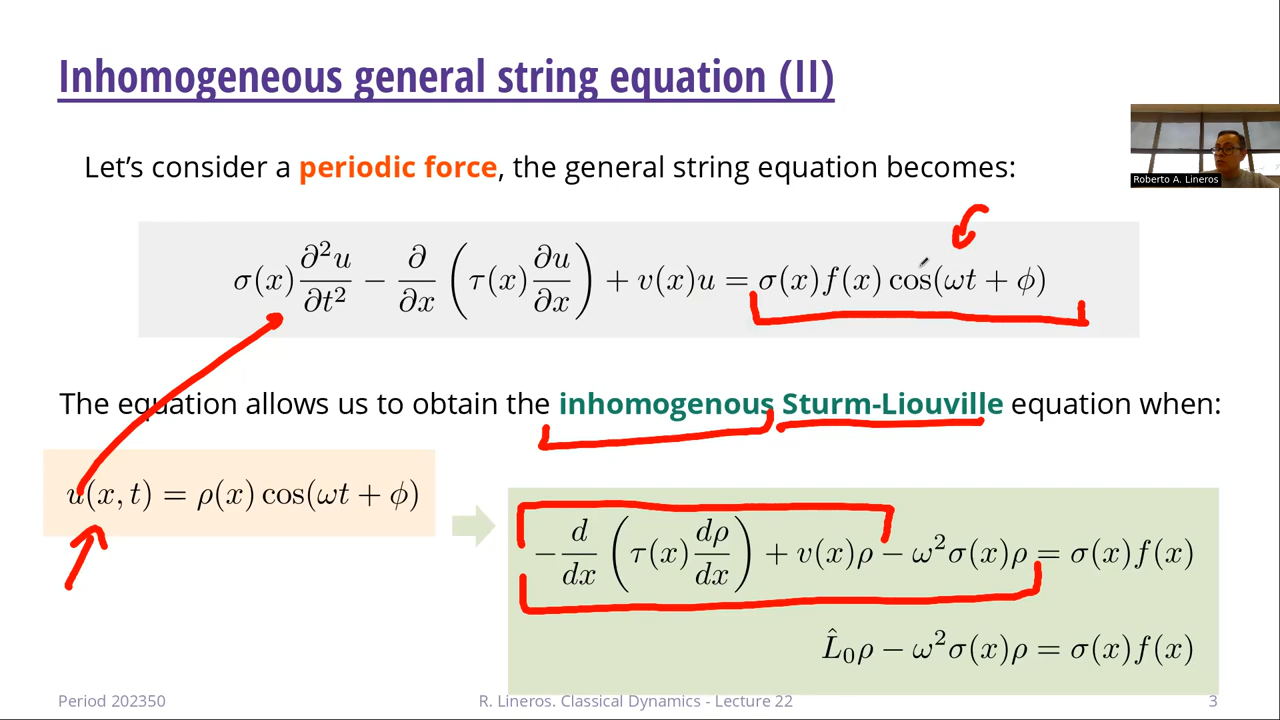 Inhomogeneous general string equation (II)
Let's consider a periodic force, the general string equation becomes:
Roberto A. Lineros
σ(x) ∂²u/∂t² − ∂/∂x (τ(x) ∂u/∂x) + v(x)u = σ(x)f(x) cos(ωt + ϕ)
The equation allows us to obtain the inhomogenous Sturm-Liouville equation when:
u(x, t) = ρ(x) cos(ωt + ϕ)
− d/dx (τ(x) dρ/dx) + v(x)ρ − ω²σ(x)ρ = σ(x)f(x)
L̂₀ρ − ω²σ(x)ρ = σ(x)f(x)
Period 202350
R. Lineros. Classical Dynamics - Lecture 22
3